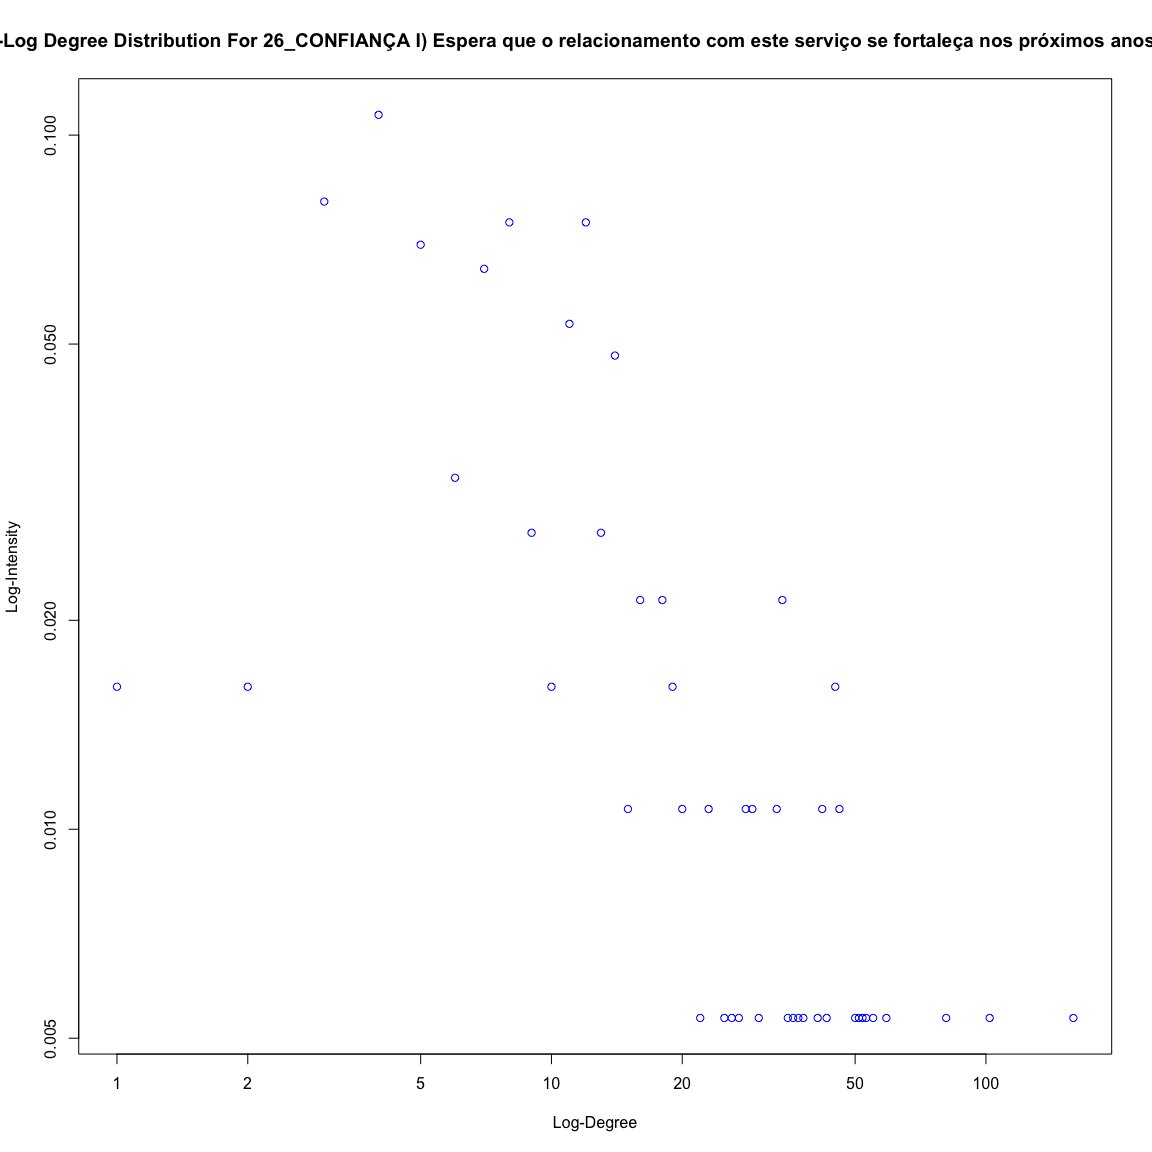 -Log Degree Distribution For 26_CONFIANÇA I) Espera que o relacionamento com este serviço se fortaleça nos próximos anos
0.100
0.050
0.020
0.010
0.005
Log-Intensity
1 2 5 10 20 50 100
Log-Degree